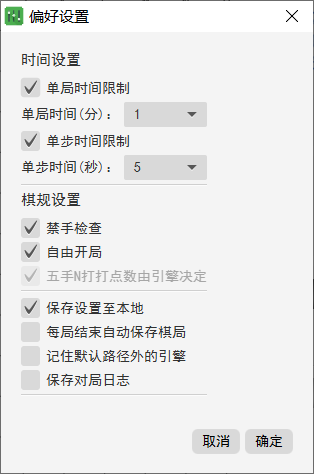 偏好设置
时间设置
单局时间限制
单局时间(分)： 1
单步时间限制
单步时间(秒)： 5
棋规设置
禁手检查
自由开局
五手N打打点数由引擎决定
保存设置至本地
每局结束自动保存棋局
记住默认路径外的引擎
保存对局日志
取消 确定